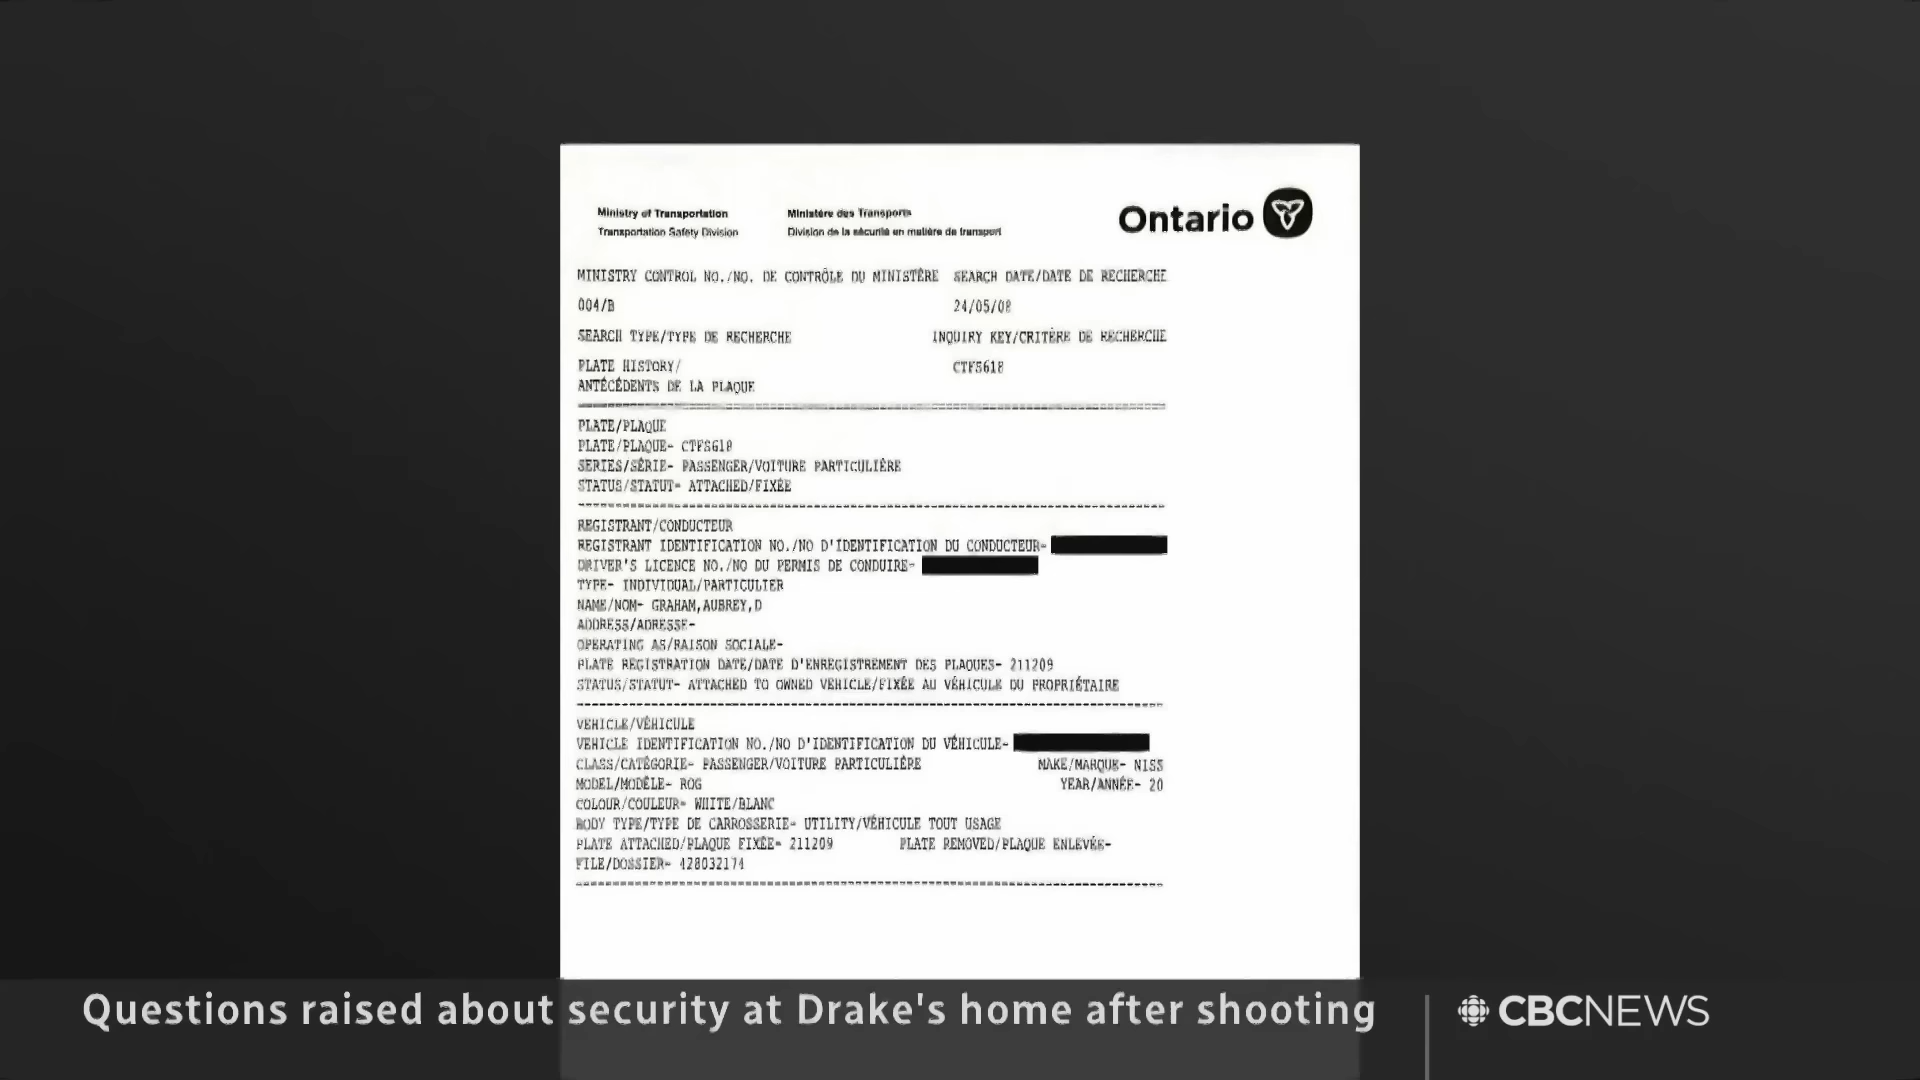 Ministry of Transportation Ministère des Transports
Transportation Safety Division Division de la sécurité en matière de transport
Ontario
MINISTRY CONTROL NO./NO. DE CONTRÔLE DU MINISTÈRE SEARCH DATE/DATE DE RECHERCHE
004/B 24/05/08
SEARCH TYPE/TYPE DE RECHERCHE INQUIRY KEY/CRITÈRE DE RECHERCHE
PLATE HISTORY/ CTFS618
ANTÉCÉDENTS DE LA PLAQUE
PLATE/PLAQUE
PLATE/PLAQUE- CTFS618
SERIES/SÉRIE- PASSENGER/VOITURE PARTICULIÈRE
STATUS/STATUT- ATTACHED/FIXÉE
REGISTRANT/CONDUCTEUR
REGISTRANT IDENTIFICATION NO./NO D'IDENTIFICATION DU CONDUCTEUR-
DRIVER'S LICENCE NO./NO DU PERMIS DE CONDUIRE-
TYPE- INDIVIDUAL/PARTICULIER
NAME/NOM- GRAHAM,AUBREY,D
ADDRESS/ADRESSE-
OPERATING AS/RAISON SOCIALE-
PLATE REGISTRATION DATE/DATE D'ENREGISTREMENT DES PLAQUES- 211209
STATUS/STATUT- ATTACHED TO OWNED VEHICLE/FIXÉE AU VÉHICULE DU PROPRIÉTAIRE
VEHICLE/VÉHICULE
VEHICLE IDENTIFICATION NO./NO D'IDENTIFICATION DU VÉHICULE-
CLASS/CATÉGORIE- PASSENGER/VOITURE PARTICULIÈRE MAKE/MARQUE- NISS
MODEL/MODÈLE- ROG YEAR/ANNÉE- 20
COLOUR/COULEUR- WHITE/BLANC
BODY TYPE/TYPE DE CARROSSERIE- UTILITY/VÉHICULE TOUT USAGE
PLATE ATTACHED/PLAQUE FIXÉE- 211209 PLATE REMOVED/PLAQUE ENLEVÉE-
FILE/DOSSIER- 428032174
Questions raised about security at Drake's home after shooting
CBCNEWS